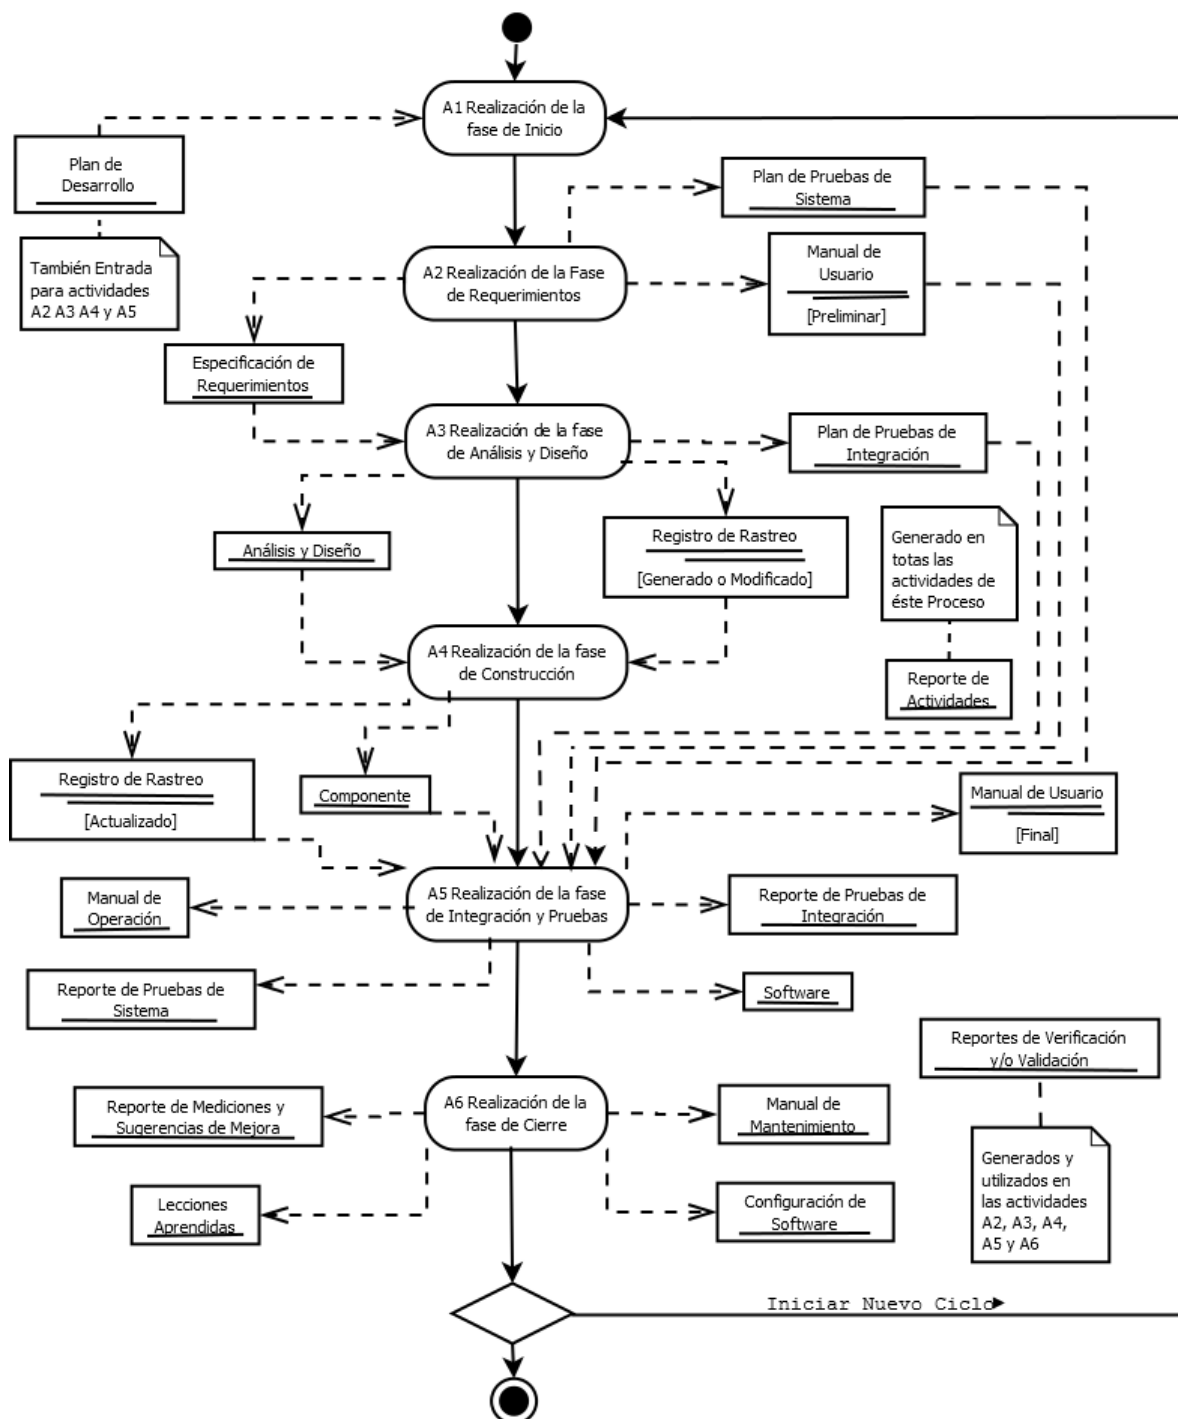 A1 Realización de la
fase de Inicio
Plan de
Desarrollo
Plan de Pruebas de
Sistema
También Entrada
para actividades
A2 A3 A4 y A5
A2 Realización de la Fase
de Requerimientos
Manual de
Usuario
[Preliminar]
Especificación de
Requerimientos
A3 Realización de la fase
de Análisis y Diseño
Plan de Pruebas de
Integración
Análisis y Diseño
Registro de Rastreo
[Generado o Modificado]
Generado en
totas las
actividades de
éste Proceso
A4 Realización de la fase
de Construcción
Reporte de
Actividades
Registro de Rastreo
[Actualizado]
Componente
Manual de Usuario
[Final]
Manual de
Operación
A5 Realización de la fase
de Integración y Pruebas
Reporte de Pruebas de
Integración
Reporte de Pruebas de
Sistema
Software
Reportes de Verificación
y/o Validación
Reporte de Mediciones y
Sugerencias de Mejora
A6 Realización de la
fase de Cierre
Manual de
Mantenimiento
Generados y
utilizados en
las actividades
A2, A3, A4,
A5 y A6
Lecciones
Aprendidas
Configuración de
Software
Iniciar Nuevo Ciclo